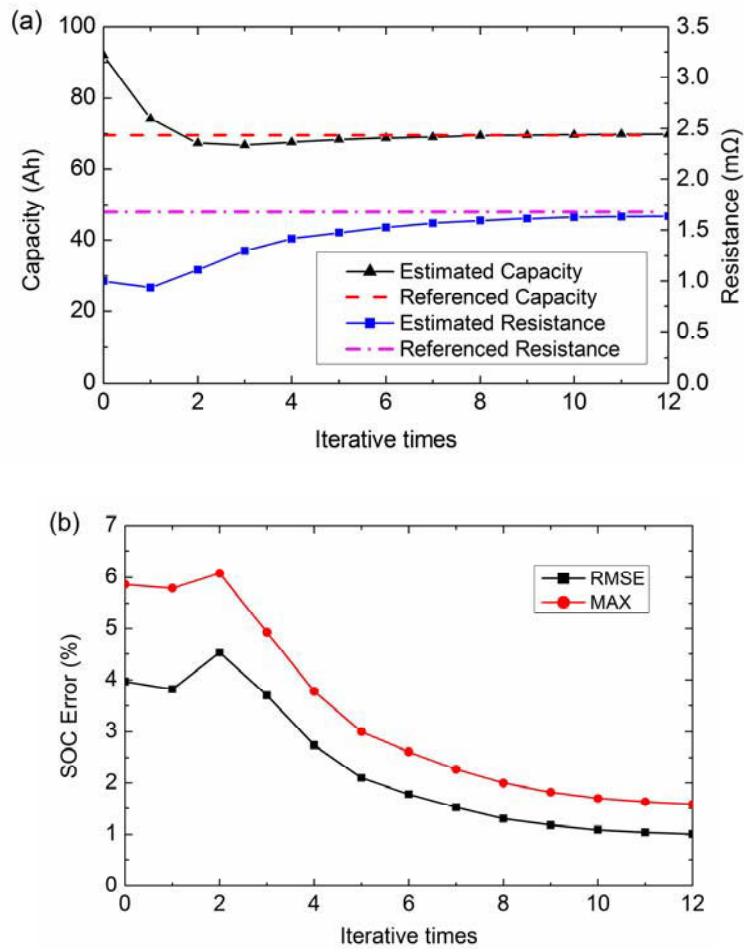 (a)
100
80
60
40
20
0
Capacity (Ah)
3.5
3.0
2.5
2.0
1.5
1.0
0.5
0.0
Resistance (mΩ)
Estimated Capacity
Referenced Capacity
Estimated Resistance
Referenced Resistance
0 2 4 6 8 10 12
Iterative times
(b)
7
6
5
4
3
2
1
0
SOC Error (%)
RMSE
MAX
0 2 4 6 8 10 12
Iterative times